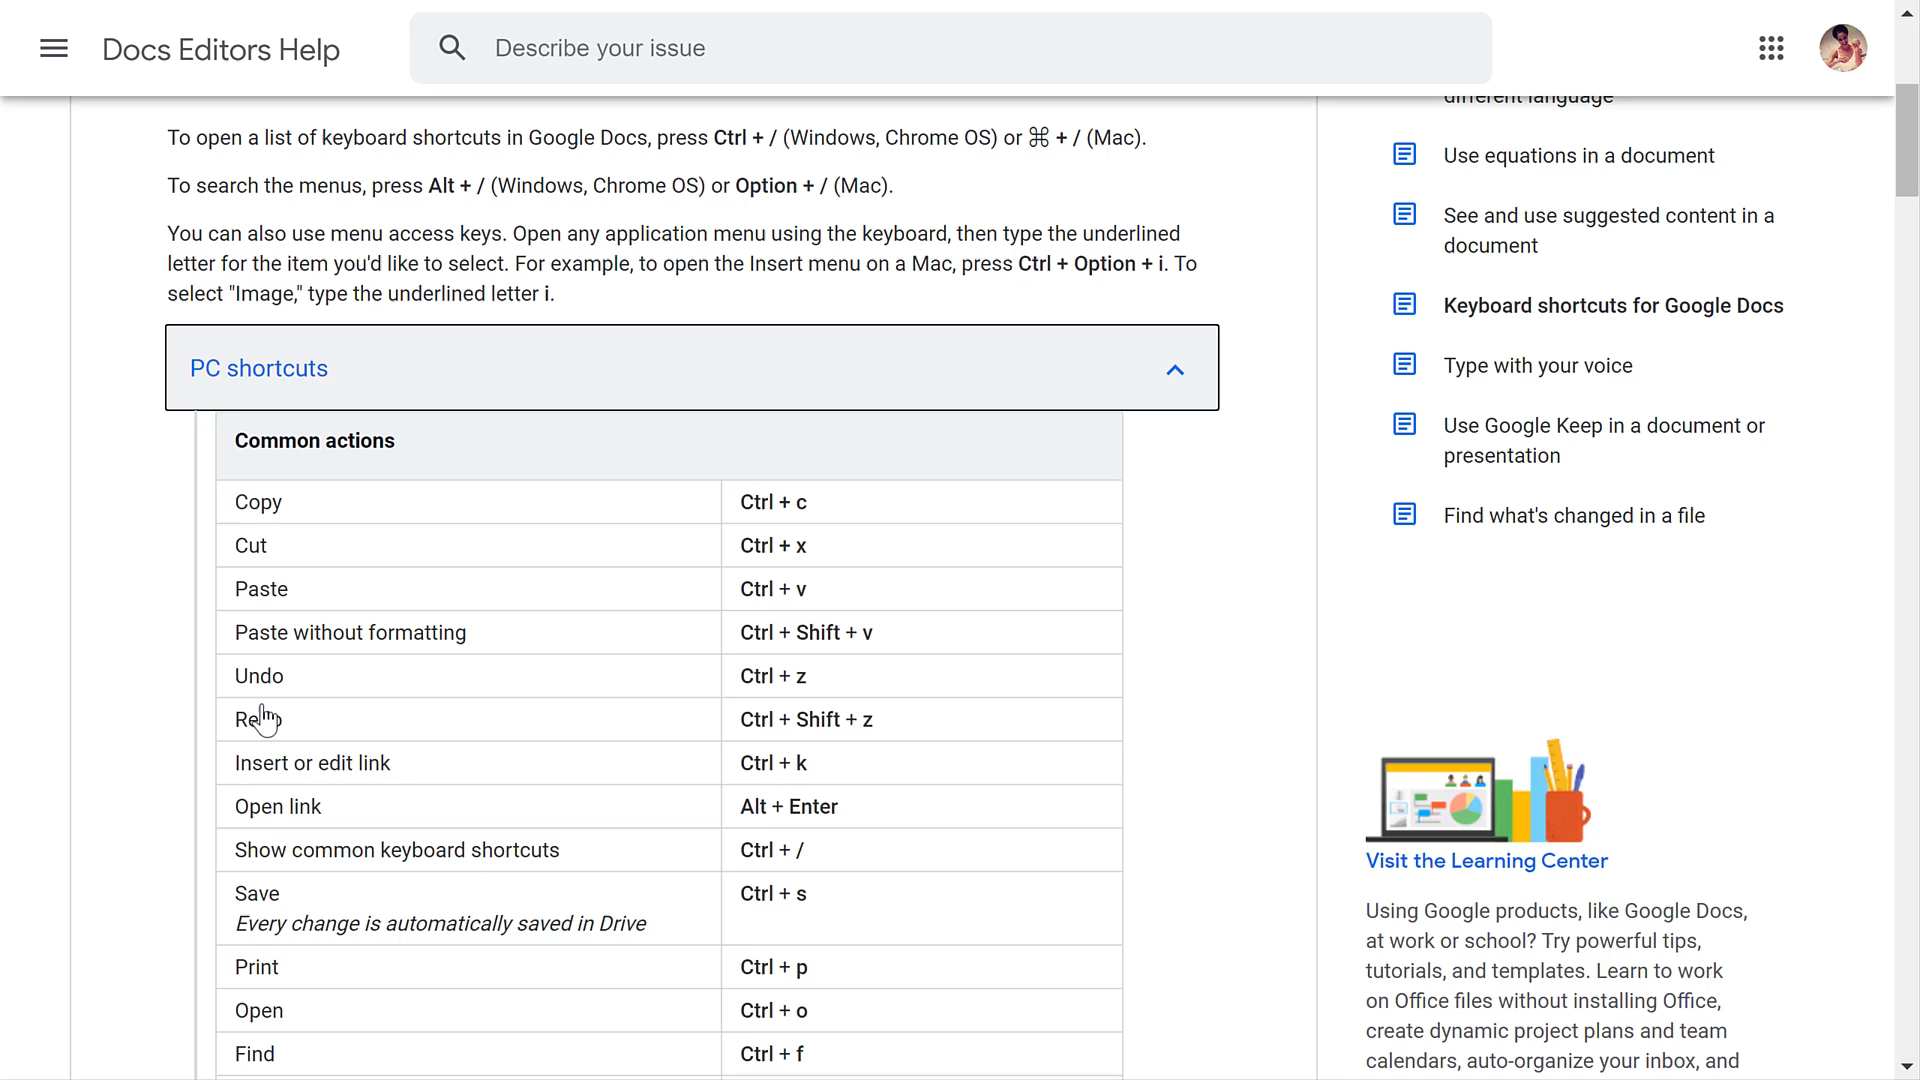 Docs Editors Help
Describe your issue
To open a list of keyboard shortcuts in Google Docs, press Ctrl + / (Windows, Chrome OS) or ⌘ + / (Mac).
To search the menus, press Alt + / (Windows, Chrome OS) or Option + / (Mac).
You can also use menu access keys. Open any application menu using the keyboard, then type the underlined
letter for the item you'd like to select. For example, to open the Insert menu on a Mac, press Ctrl + Option + i. To
select "Image," type the underlined letter i.
PC shortcuts
Common actions
Copy Ctrl + c
Cut Ctrl + x
Paste Ctrl + v
Paste without formatting Ctrl + Shift + v
Undo Ctrl + z
Redo Ctrl + Shift + z
Insert or edit link Ctrl + k
Open link Alt + Enter
Show common keyboard shortcuts Ctrl + /
Save Ctrl + s
Every change is automatically saved in Drive
Print Ctrl + p
Open Ctrl + o
Find Ctrl + f
different language
Use equations in a document
See and use suggested content in a
document
Keyboard shortcuts for Google Docs
Type with your voice
Use Google Keep in a document or
presentation
Find what's changed in a file
Visit the Learning Center
Using Google products, like Google Docs,
at work or school? Try powerful tips,
tutorials, and templates. Learn to work
on Office files without installing Office,
create dynamic project plans and team
calendars, auto-organize your inbox, and